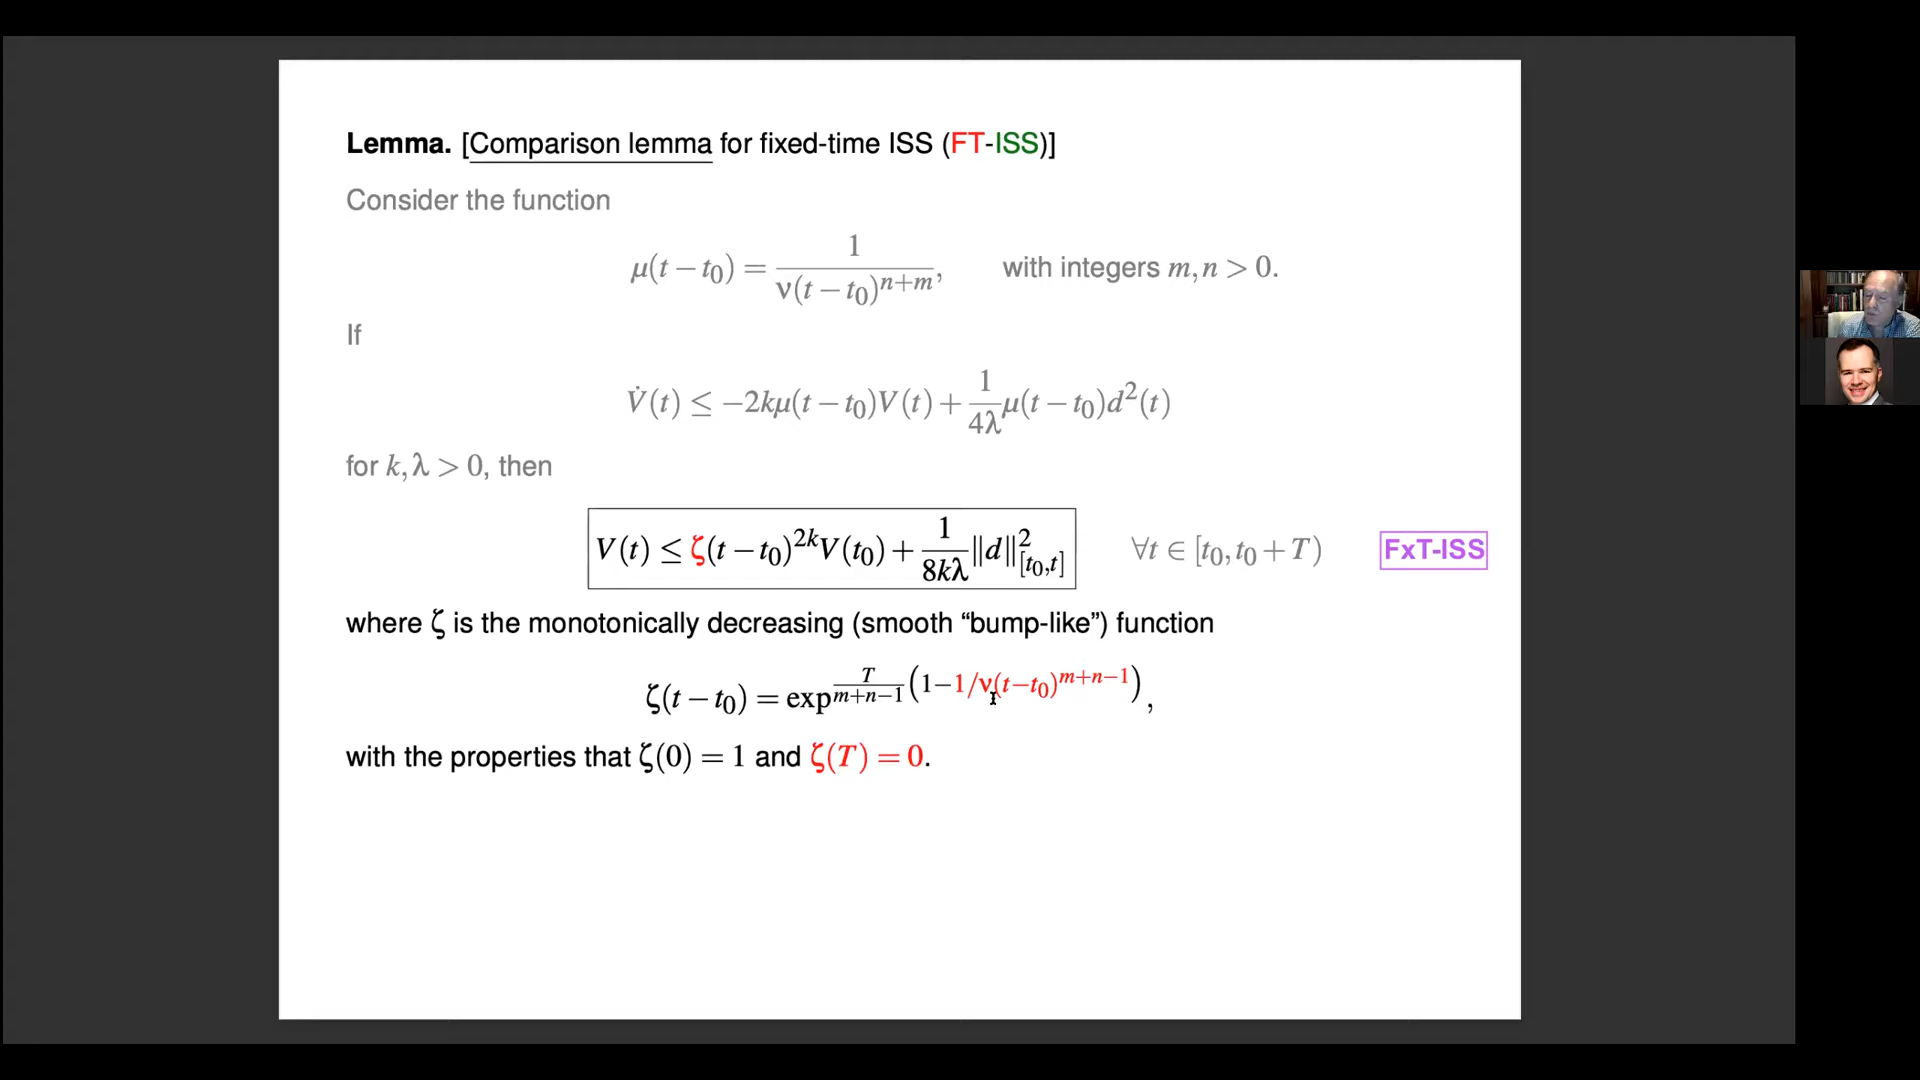 Lemma. [Comparison lemma for fixed-time ISS (FT-ISS)]
Consider the function
μ(t − t₀) = 1 / ν(t − t₀)ⁿ⁺ᵐ, with integers m, n > 0.
If
V̇(t) ≤ −2kμ(t − t₀)V(t) + 1/4λ μ(t − t₀)d²(t)
for k, λ > 0, then
V(t) ≤ ζ(t − t₀)²ᵏV(t₀) + 1/8kλ ‖d‖²_[t₀,t] ∀t ∈ [t₀, t₀ + T) FxT-ISS
where ζ is the monotonically decreasing (smooth “bump-like”) function
ζ(t − t₀) = exp^{T/(m+n−1) (1−1/ν(t−t₀)^{m+n−1})},
with the properties that ζ(0) = 1 and ζ(T) = 0.